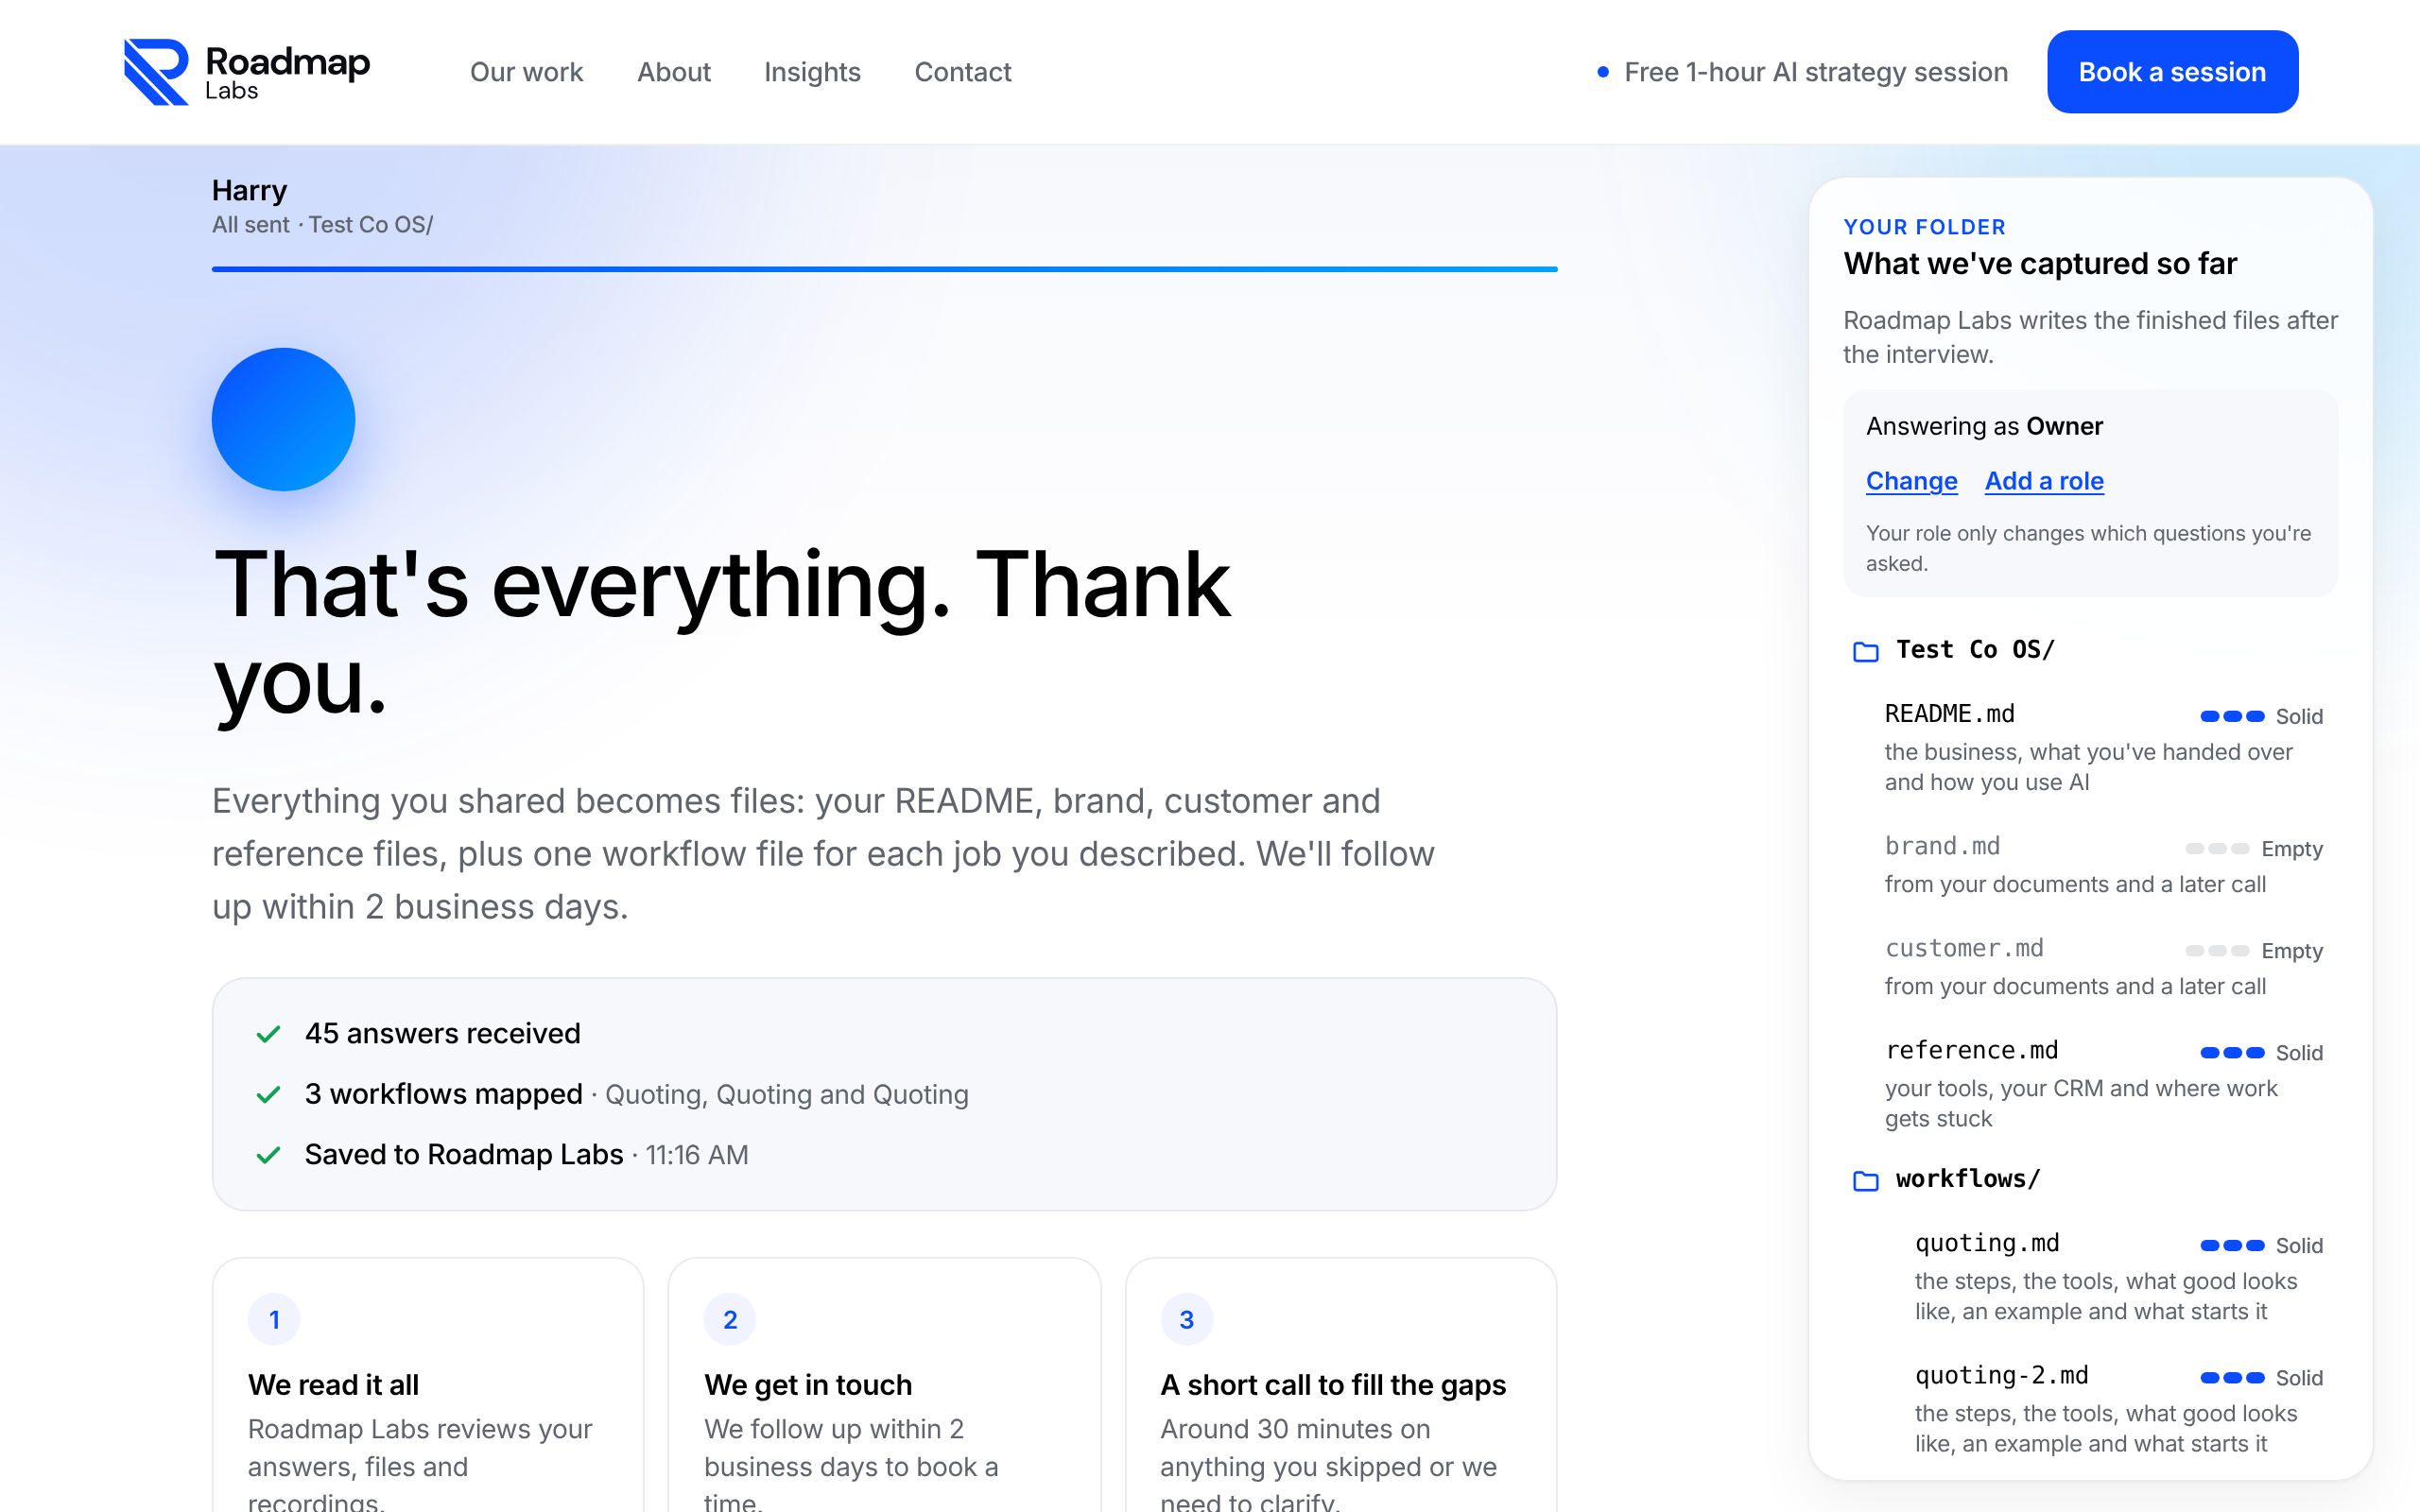 Roadmap
Labs
Our work
About
Insights
Contact
Free 1-hour AI strategy session
Book a session
Harry
All sent · Test Co OS/
That's everything. Thank
you.
Everything you shared becomes files: your README, brand, customer and
reference files, plus one workflow file for each job you described. We'll follow
up within 2 business days.
45 answers received
3 workflows mapped · Quoting, Quoting and Quoting
Saved to Roadmap Labs · 11:16 AM
1
We read it all
Roadmap Labs reviews your
answers, files and
recordings.
2
We get in touch
We follow up within 2
business days to book a
time.
3
A short call to fill the gaps
Around 30 minutes on
anything you skipped or we
need to clarify.
YOUR FOLDER
What we've captured so far
Roadmap Labs writes the finished files after
the interview.
Answering as Owner
Change
Add a role
Your role only changes which questions you're
asked.
Test Co OS/
README.md
Solid
the business, what you've handed over
and how you use AI
brand.md
Empty
from your documents and a later call
customer.md
Empty
from your documents and a later call
reference.md
Solid
your tools, your CRM and where work
gets stuck
workflows/
quoting.md
Solid
the steps, the tools, what good looks
like, an example and what starts it
quoting-2.md
Solid
the steps, the tools, what good looks
like, an example and what starts it